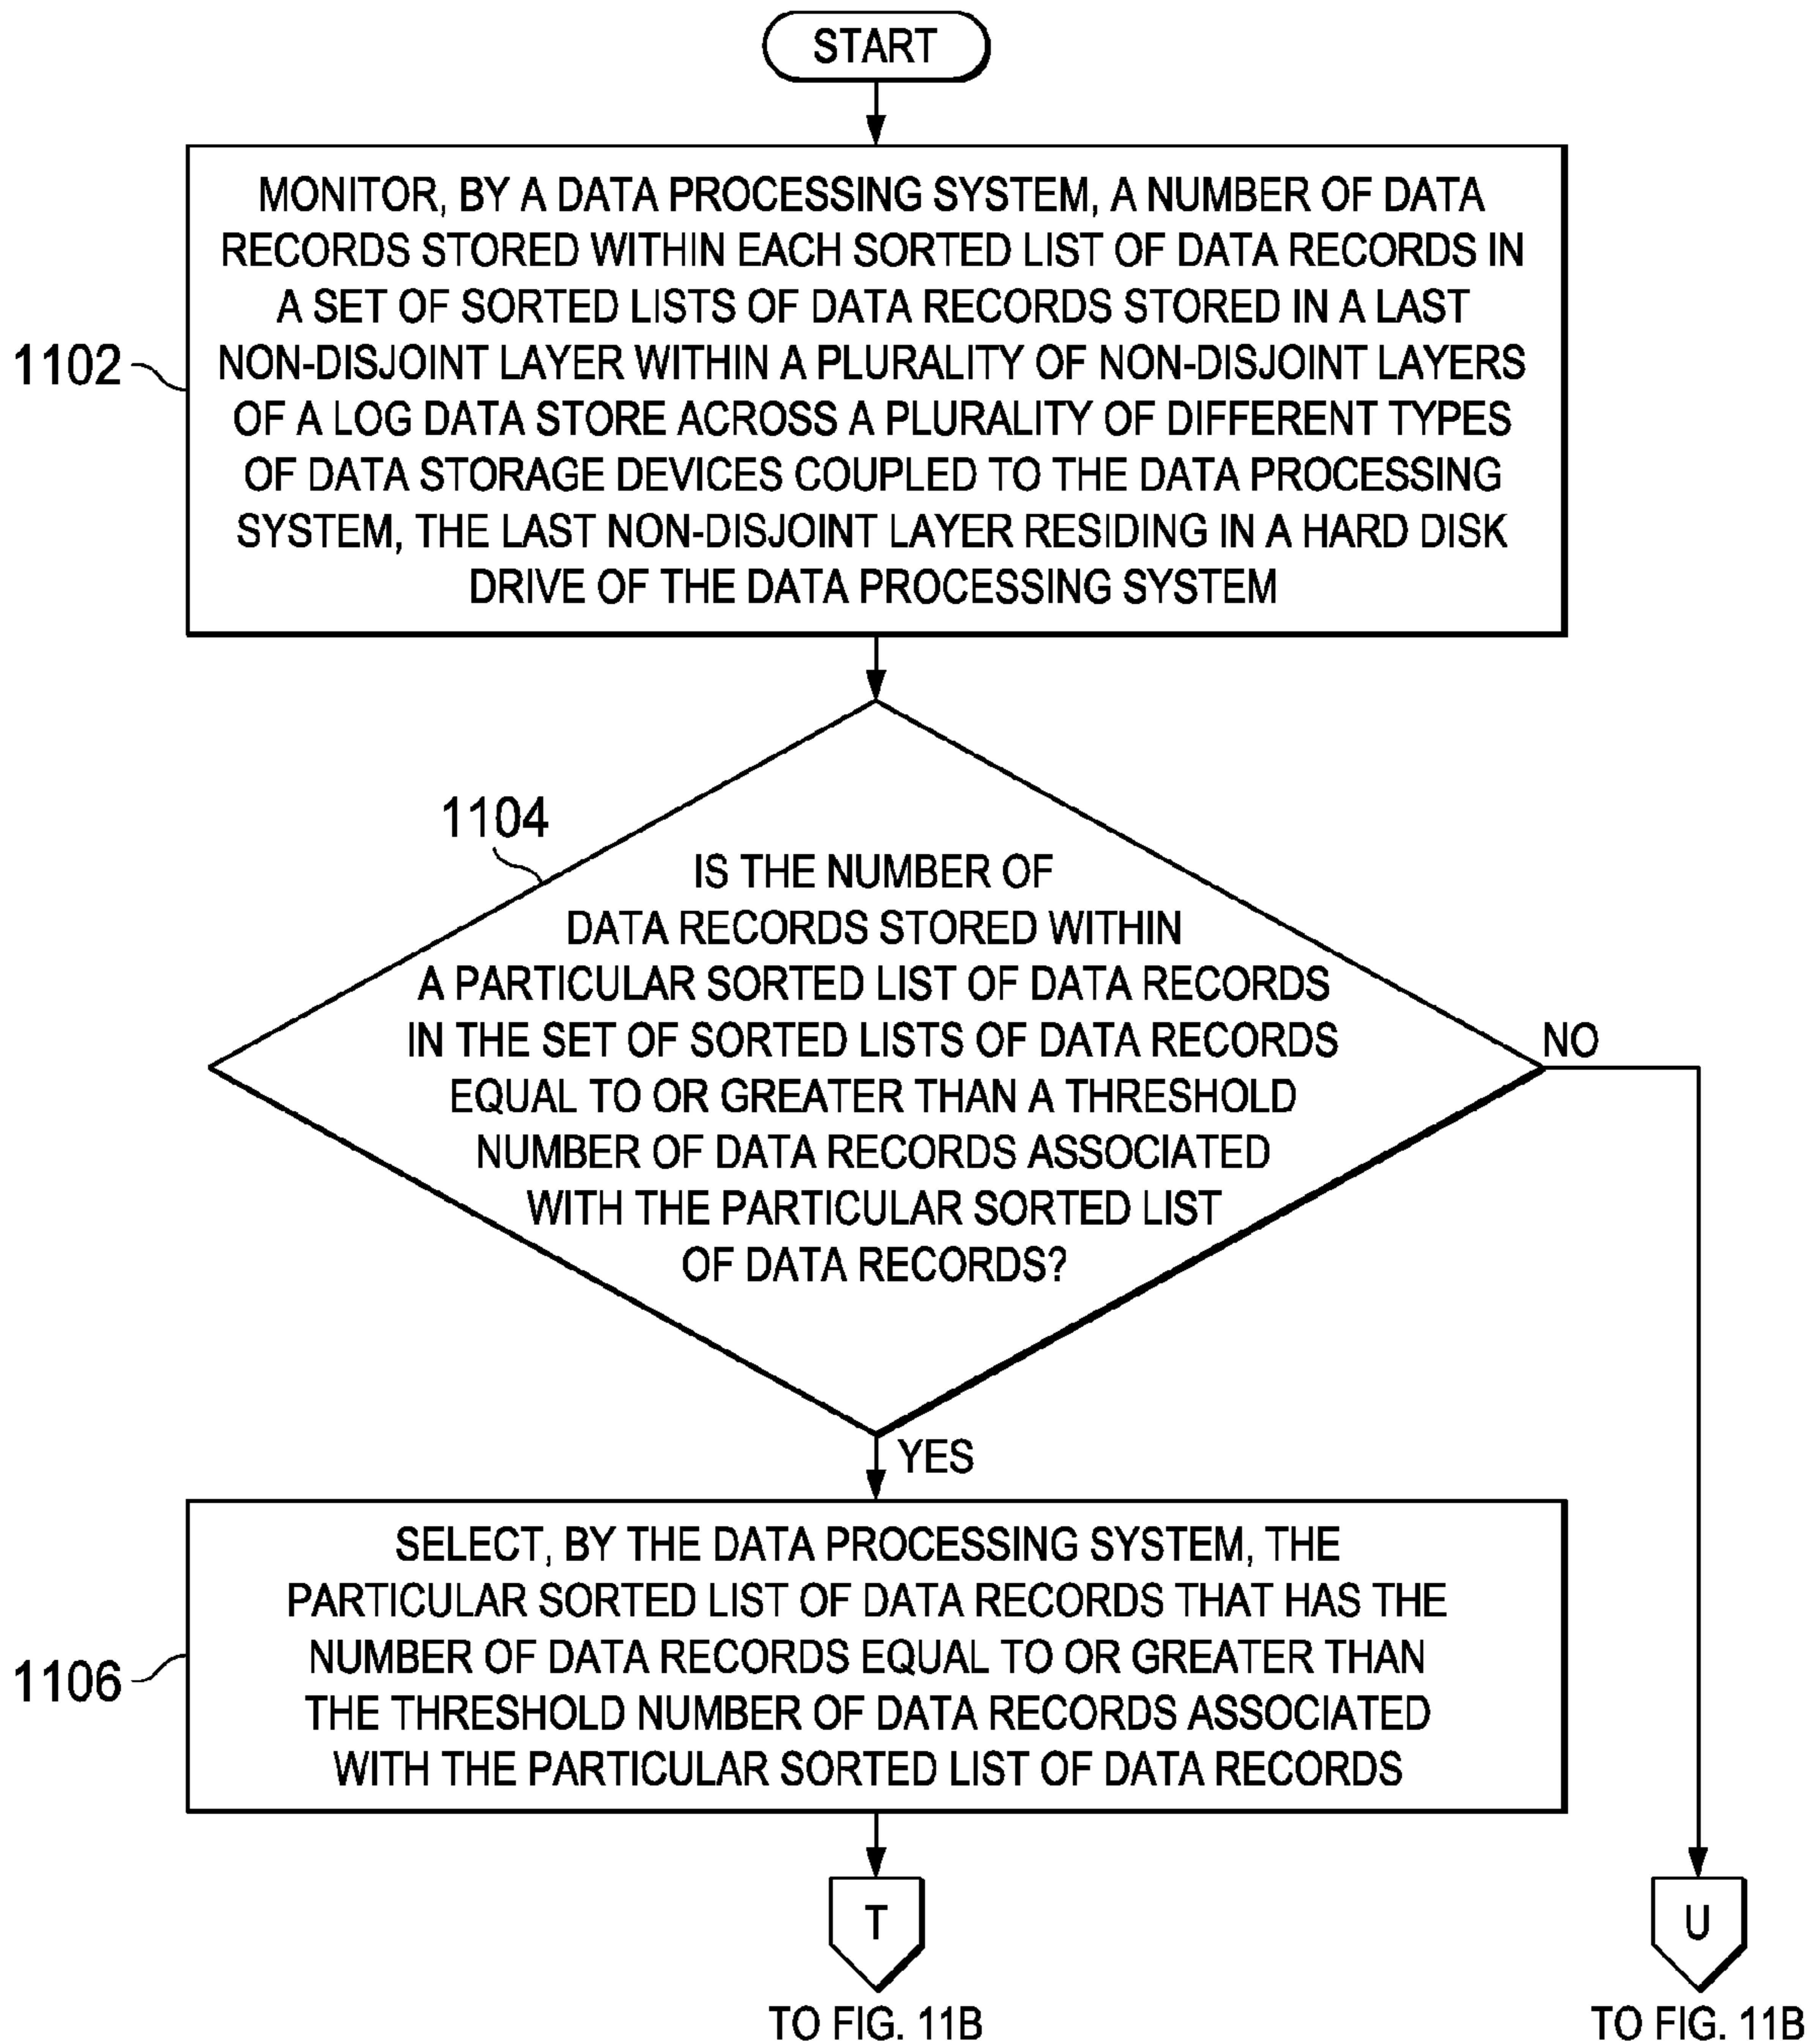 START
MONITOR, BY A DATA PROCESSING SYSTEM, A NUMBER OF DATA
RECORDS STORED WITHIN EACH SORTED LIST OF DATA RECORDS IN
A SET OF SORTED LISTS OF DATA RECORDS STORED IN A LAST
NON-DISJOINT LAYER WITHIN A PLURALITY OF NON-DISJOINT LAYERS
OF A LOG DATA STORE ACROSS A PLURALITY OF DIFFERENT TYPES
OF DATA STORAGE DEVICES COUPLED TO THE DATA PROCESSING
SYSTEM, THE LAST NON-DISJOINT LAYER RESIDING IN A HARD DISK
DRIVE OF THE DATA PROCESSING SYSTEM
1102
1104
IS THE NUMBER OF
DATA RECORDS STORED WITHIN
A PARTICULAR SORTED LIST OF DATA RECORDS
IN THE SET OF SORTED LISTS OF DATA RECORDS
EQUAL TO OR GREATER THAN A THRESHOLD
NUMBER OF DATA RECORDS ASSOCIATED
WITH THE PARTICULAR SORTED LIST
OF DATA RECORDS?
NO
YES
SELECT, BY THE DATA PROCESSING SYSTEM, THE
PARTICULAR SORTED LIST OF DATA RECORDS THAT HAS THE
NUMBER OF DATA RECORDS EQUAL TO OR GREATER THAN
THE THRESHOLD NUMBER OF DATA RECORDS ASSOCIATED
WITH THE PARTICULAR SORTED LIST OF DATA RECORDS
1106
T
U
TO FIG. 11B
TO FIG. 11B